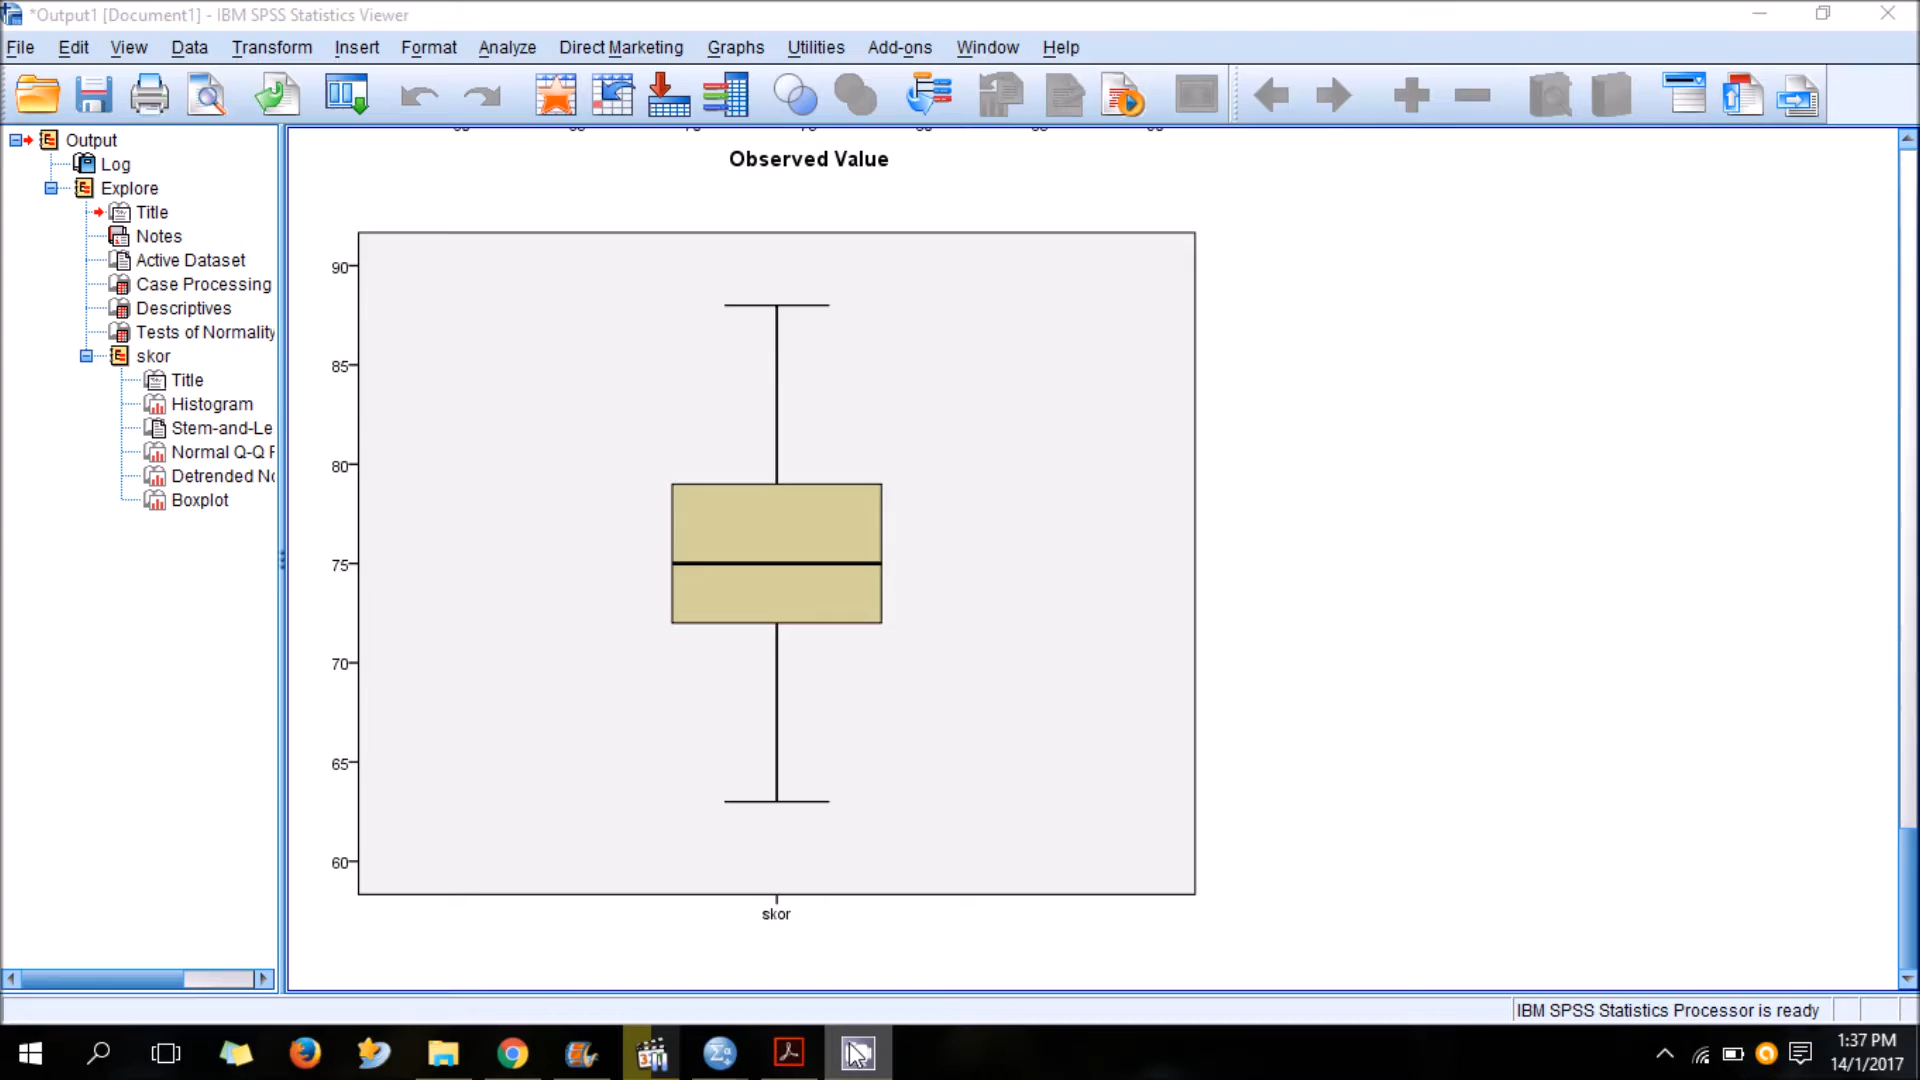 *Output1 [Document1] - IBM SPSS Statistics Viewer
File Edit View Data Transform Insert Format Analyze Direct Marketing Graphs Utilities Add-ons Window Help
Output
Log
Explore
Title
Notes
Active Dataset
Case Processing
Descriptives
Tests of Normality
skor
Title
Histogram
Stem-and-Le
Normal Q-Q
Detrended
Boxplot
Observed Value
90
85
80
75
70
65
60
skor
IBM SPSS Statistics Processor is ready
1:37 PM
14/1/2017